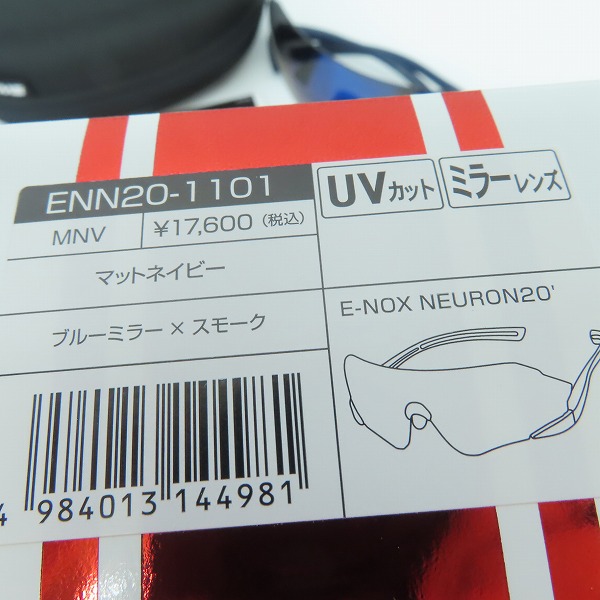 ENN20-1101
UVカット
ミラーレンズ
MNV
¥17,600 (税込)
マットネイビー
ブルーミラー × スモーク
E-NOX NEURON20'
4 984013 144981